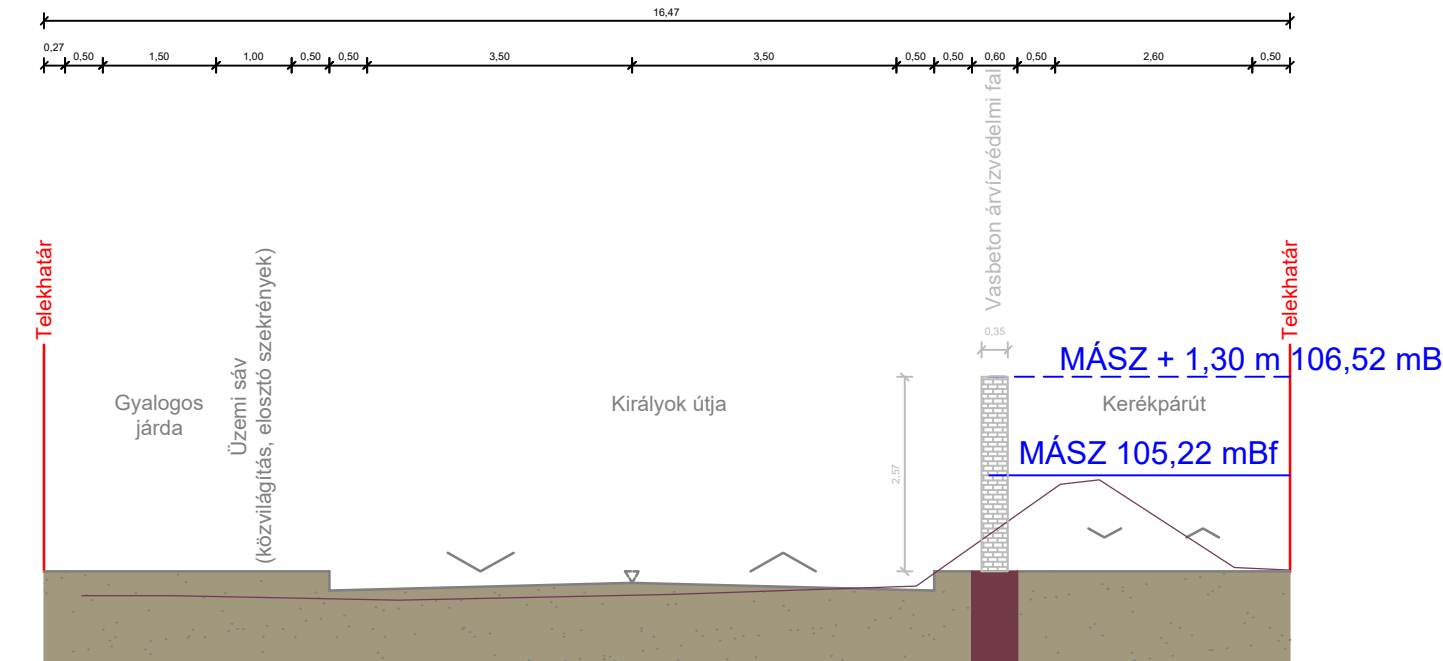 16,47
0,27
0,50
1,50
1,00
0,50
0,50
3,50
3,50
0,50
0,50
0,60
0,50
2,60
0,50
Vasbeton árvízvédelmi fal
Telekhatár
Telekhatár
Üzemi sáv
(közvilágítás, elosztó szekrények)
0,35
MÁSZ + 1,30 m 106,52 mB
Gyalogos
járda
Királyok útja
Kerékpárút
MÁSZ 105,22 mBf
2,57